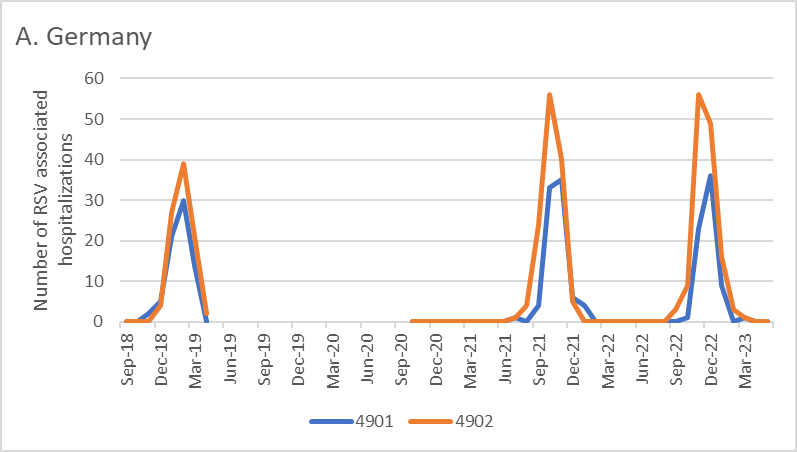 A. Germany
Number of RSV associated
hospitalizations
60
50
40
30
20
10
0
Sep-18
Dec-18
Mar-19
Jun-19
Sep-19
Dec-19
Mar-20
Jun-20
Sep-20
Dec-20
Mar-21
Jun-21
Sep-21
Dec-21
Mar-22
Jun-22
Sep-22
Dec-22
Mar-23
4901
4902